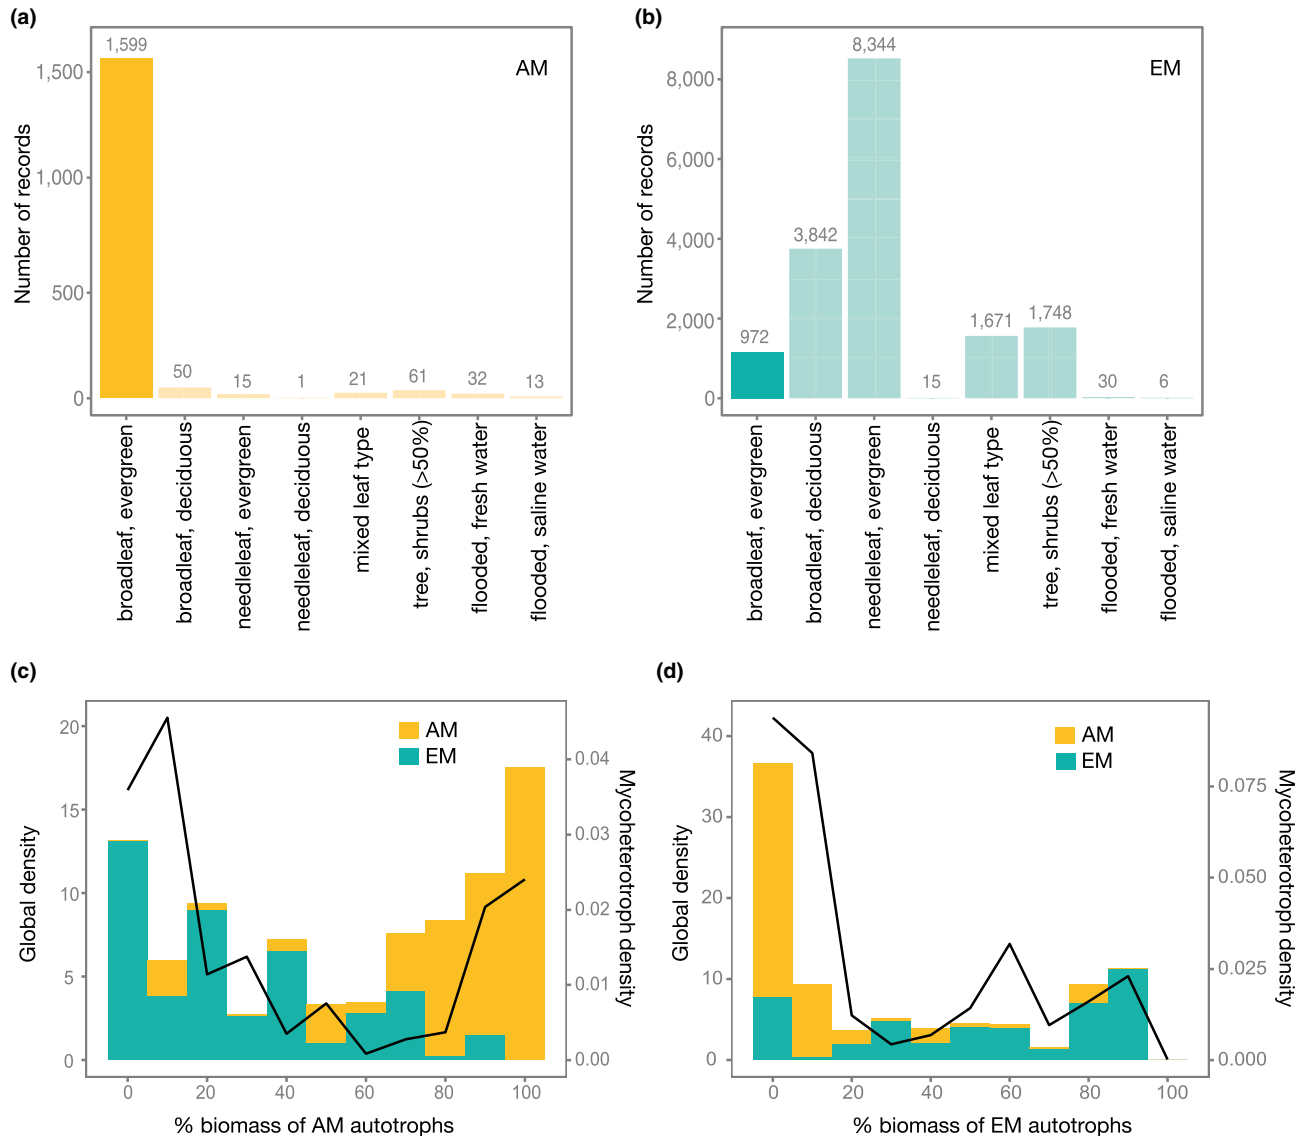 (a)
1,599
AM
1,500
1,000
500
0
Number of records
50
15
1
21
61
32
13
broadleaf, evergreen
broadleaf, deciduous
needleleaf, evergreen
needleleaf, deciduous
mixed leaf type
tree, shrubs (>50%)
flooded, fresh water
flooded, saline water
(b)
8,344
EM
8,000
6,000
4,000
2,000
0
Number of records
972
3,842
15
1,671
1,748
30
6
broadleaf, evergreen
broadleaf, deciduous
needleleaf, evergreen
needleleaf, deciduous
mixed leaf type
tree, shrubs (>50%)
flooded, fresh water
flooded, saline water
(c)
AM
EM
20
15
10
5
0
Global density
0.04
0.03
0.02
0.01
0.00
Mycoheterotroph density
0 20 40 60 80 100
% biomass of AM autotrophs
(d)
AM
EM
40
30
20
10
0
Global density
0.075
0.050
0.025
0.000
Mycoheterotroph density
0 20 40 60 80 100
% biomass of EM autotrophs